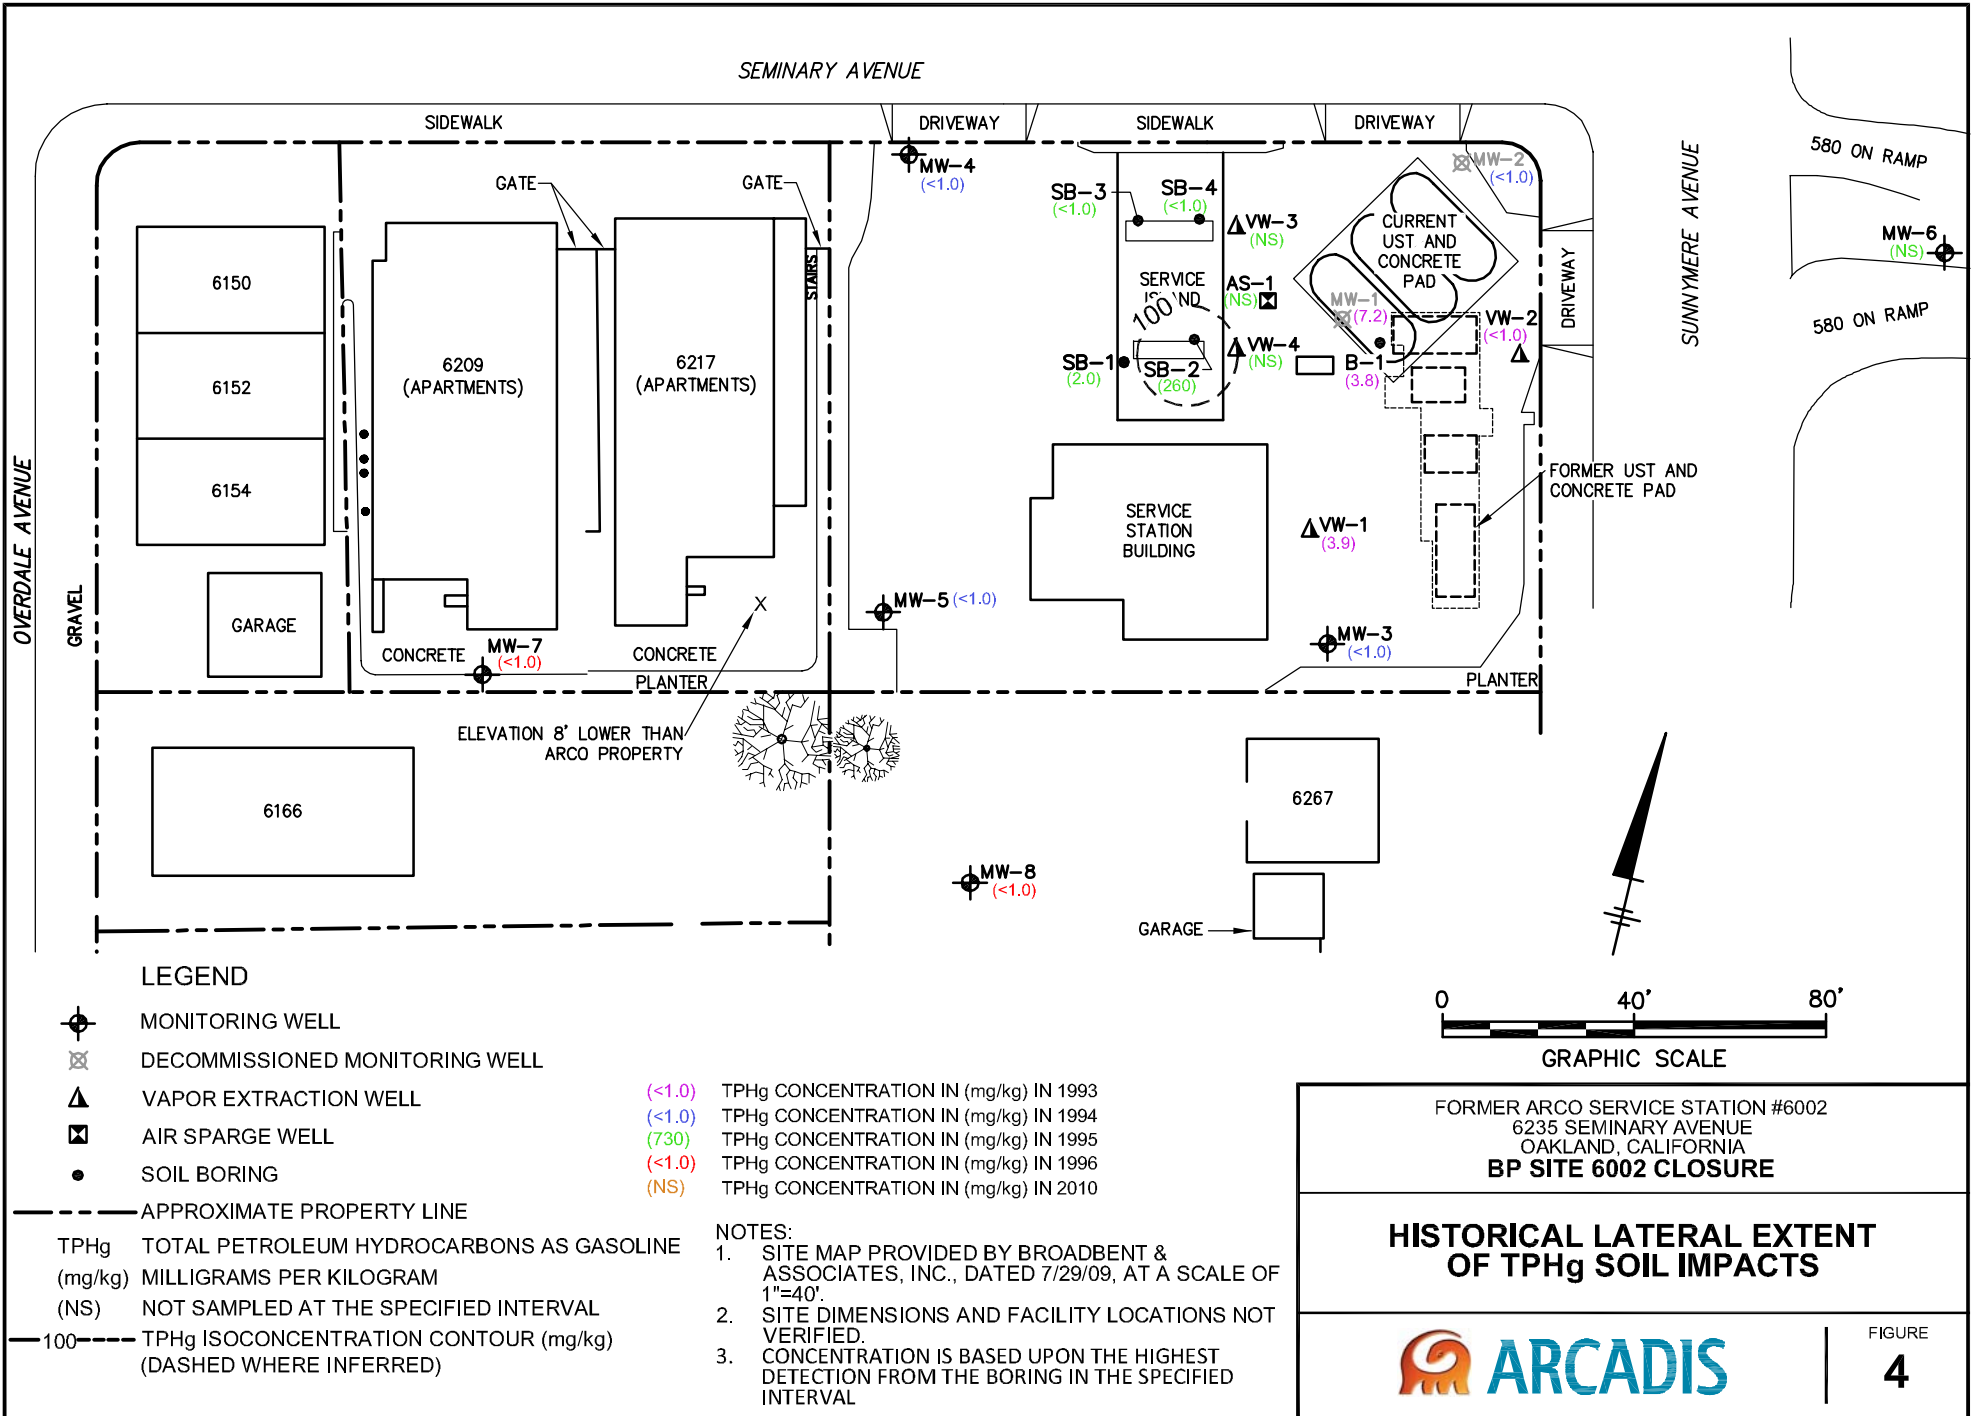 SEMINARY AVENUE
SIDEWALK
DRIVEWAY
SIDEWALK
DRIVEWAY
580 ON RAMP
MW-4
(<1.0)
MW-2
(<1.0)
GATE
GATE
SB-3
(<1.0)
SB-4
(<1.0)
VW-3
(NS)
CURRENT
UST AND
CONCRETE
PAD
SUNNYMERE AVENUE
MW-6
(NS)
STAIRS
6150
SERVICE
ISLAND
AS-1
(NS)
100
MW-1
(7.2)
VW-2
(<1.0)
DRIVEWAY
580 ON RAMP
6209
(APARTMENTS)
6217
(APARTMENTS)
6152
SB-1
(2.0)
SB-2
(260)
VW-4
(NS)
B-1
(3.8)
6154
OVERDALE AVENUE
GRAVEL
FORMER UST AND
CONCRETE PAD
SERVICE
STATION
BUILDING
VW-1
(3.9)
X
MW-5 (<1.0)
GARAGE
CONCRETE
MW-7
(<1.0)
CONCRETE
PLANTER
MW-3
(<1.0)
PLANTER
ELEVATION 8' LOWER THAN
ARCO PROPERTY
6166
6267
MW-8
(<1.0)
GARAGE
0 40' 80'
GRAPHIC SCALE
LEGEND
MONITORING WELL
DECOMMISSIONED MONITORING WELL
VAPOR EXTRACTION WELL
AIR SPARGE WELL
SOIL BORING
APPROXIMATE PROPERTY LINE
TPHg TOTAL PETROLEUM HYDROCARBONS AS GASOLINE
(mg/kg) MILLIGRAMS PER KILOGRAM
(NS) NOT SAMPLED AT THE SPECIFIED INTERVAL
100 TPHg ISOCONCENTRATION CONTOUR (mg/kg)
(DASHED WHERE INFERRED)
(<1.0) TPHg CONCENTRATION IN (mg/kg) IN 1993
(<1.0) TPHg CONCENTRATION IN (mg/kg) IN 1994
(730) TPHg CONCENTRATION IN (mg/kg) IN 1995
(<1.0) TPHg CONCENTRATION IN (mg/kg) IN 1996
(NS) TPHg CONCENTRATION IN (mg/kg) IN 2010
NOTES:
1. SITE MAP PROVIDED BY BROADBENT &
ASSOCIATES, INC., DATED 7/29/09, AT A SCALE OF
1"=40'.
2. SITE DIMENSIONS AND FACILITY LOCATIONS NOT
VERIFIED.
3. CONCENTRATION IS BASED UPON THE HIGHEST
DETECTION FROM THE BORING IN THE SPECIFIED
INTERVAL
FORMER ARCO SERVICE STATION #6002
6235 SEMINARY AVENUE
OAKLAND, CALIFORNIA
BP SITE 6002 CLOSURE
HISTORICAL LATERAL EXTENT
OF TPHg SOIL IMPACTS
ARCADIS
FIGURE
4